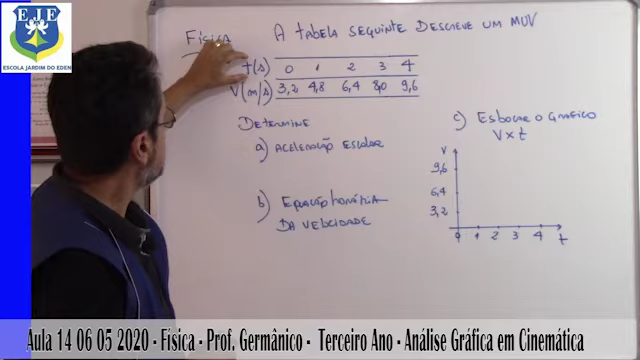 E.J.E
ESCOLA JARDIM DO EDEN
FÍSICA A TABELA SEQUINTE DESCREVE UM MUV
t(s) 0 1 2 3 4
V(m/s) 3,2 4,8 6,4 8,0 9,6
DETERMINE
a) ACELERAÇÃO ESCALAR
b) EQUAÇÃO HORÁRIA
DA VELOCIDADE
c) ESBOÇAR O GRÁFICO
V x t
V
9,6
6,4
3,2
0 1 2 3 4 t
Aula 14 06 05 2020 - Física - Prof. Germânico - Terceiro Ano - Análise Gráfica em Cinemática